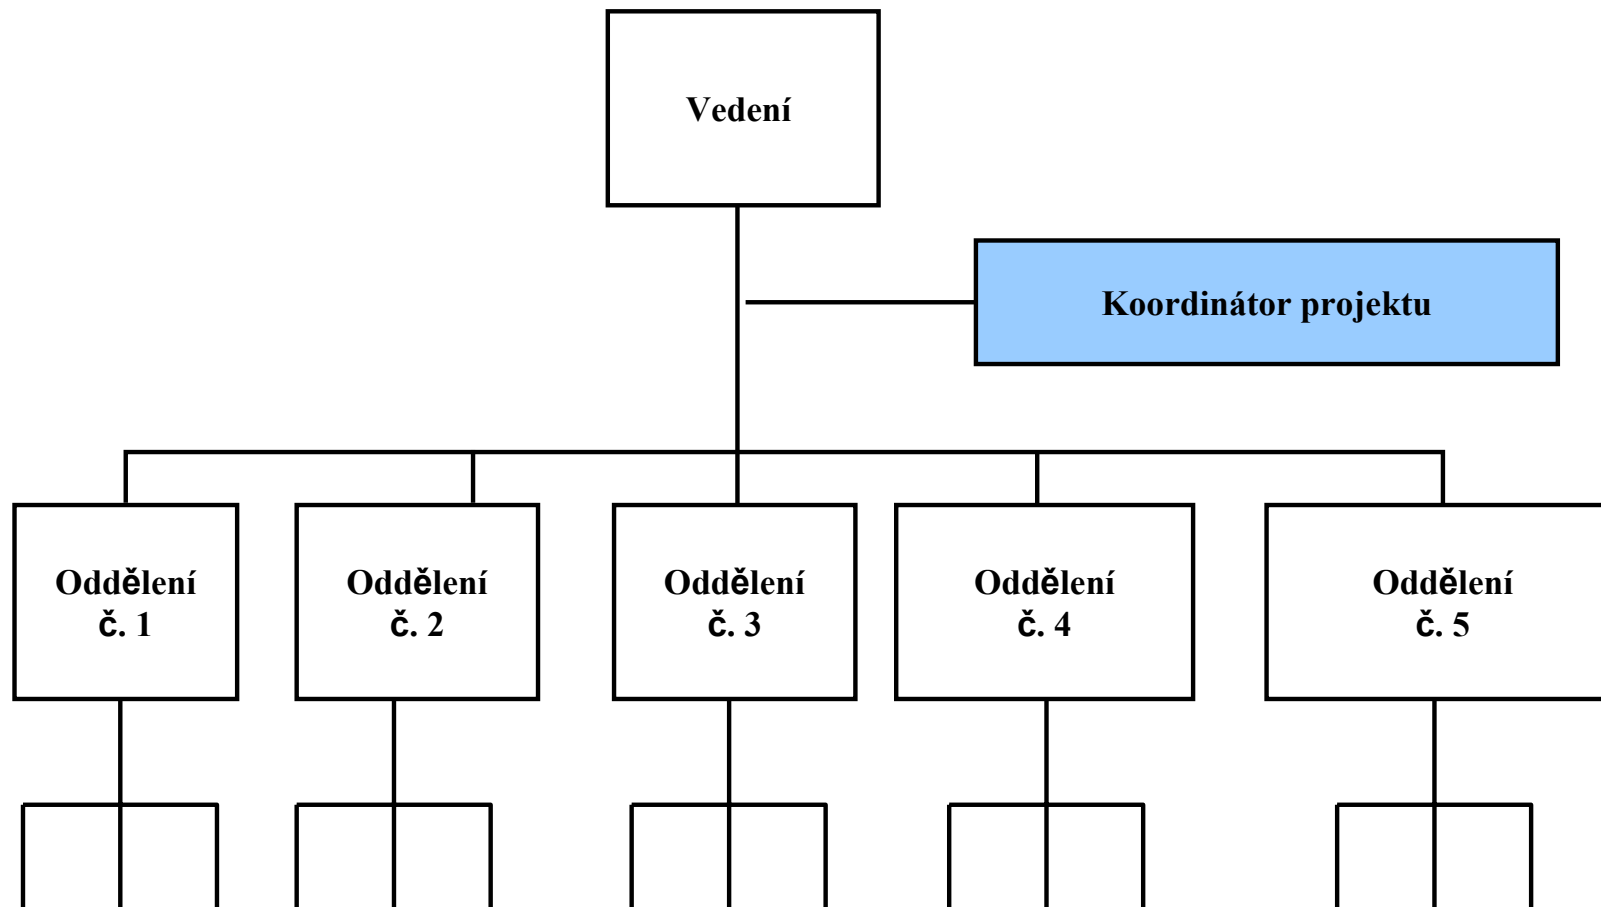 Vedení
Koordinátor projektu
Oddělení
č. 1
Oddělení
č. 2
Oddělení
č. 3
Oddělení
č. 4
Oddělení
č. 5